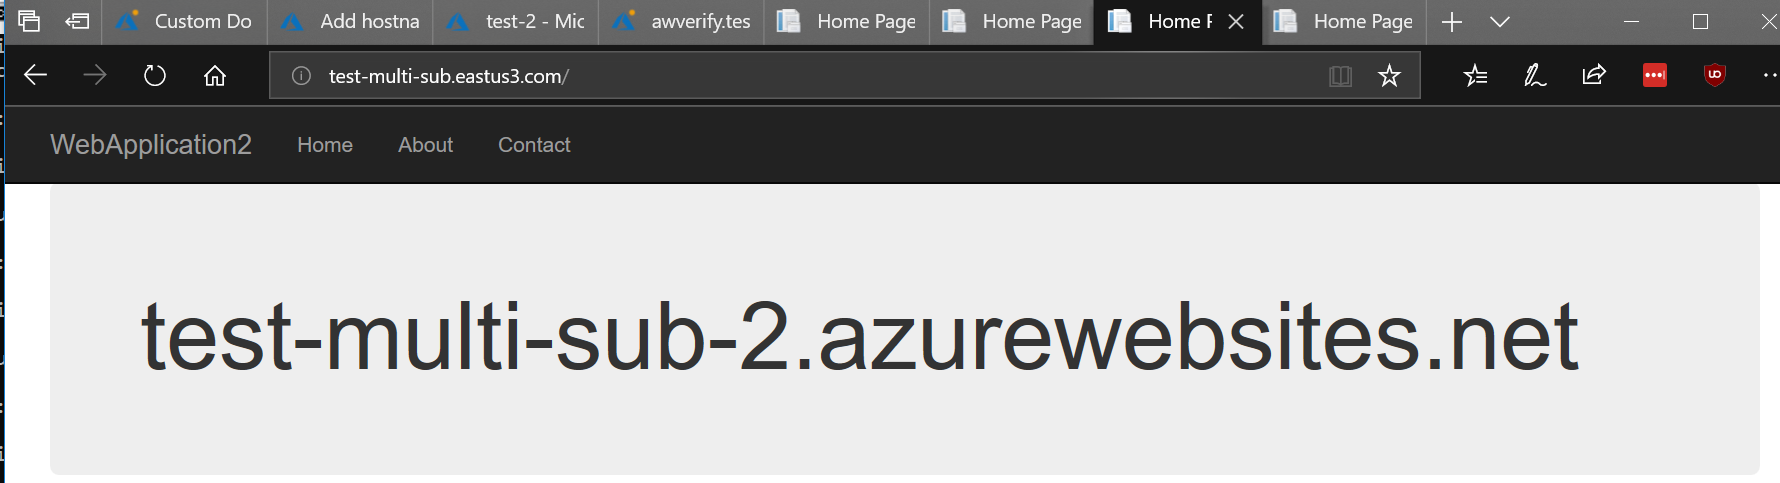 Custom Do
Add hostna
test-2 - Mic
awverify.tes
Home Page
Home Page
Home F
Home Page
test-multi-sub.eastus3.com/
WebApplication2 Home About Contact
test-multi-sub-2.azurewebsites.net